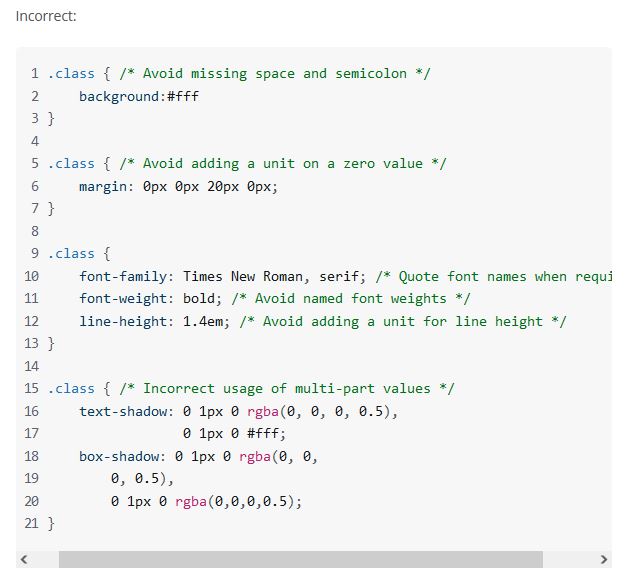 Incorrect:
1 .class { /* Avoid missing space and semicolon */
2     background:#fff
3 }
4
5 .class { /* Avoid adding a unit on a zero value */
6     margin: 0px 0px 20px 0px;
7 }
8
9 .class {
10     font-family: Times New Roman, serif; /* Quote font names when requi
11     font-weight: bold; /* Avoid named font weights */
12     line-height: 1.4em; /* Avoid adding a unit for line height */
13 }
14
15 .class { /* Incorrect usage of multi-part values */
16     text-shadow: 0 1px 0 rgba(0, 0, 0, 0.5),
17                  0 1px 0 #fff;
18     box-shadow: 0 1px 0 rgba(0, 0,
19         0, 0.5),
20         0 1px 0 rgba(0,0,0,0.5);
21 }